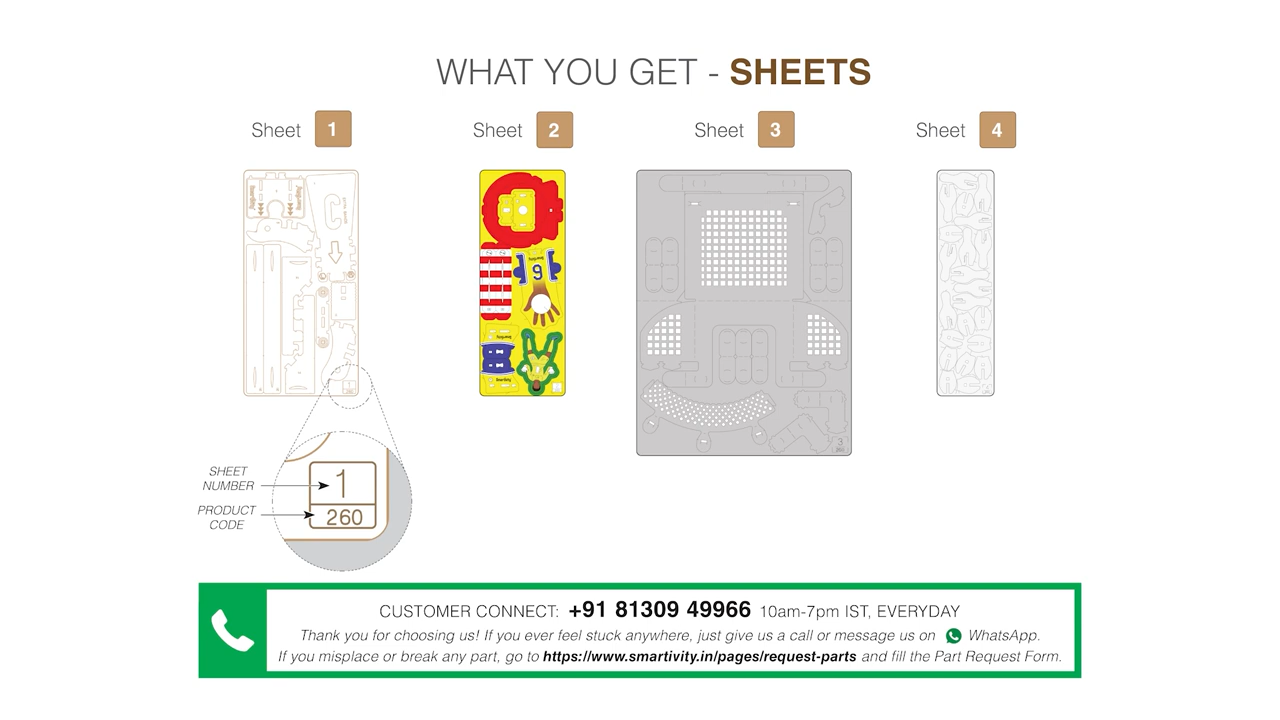 WHAT YOU GET - SHEETS
Sheet 1
Sheet 2
Sheet 3
Sheet 4
9
3
1
260
SHEET
NUMBER
1
PRODUCT
CODE
260
CUSTOMER CONNECT: +91 81309 49966 10am-7pm IST, EVERYDAY
Thank you for choosing us! If you ever feel stuck anywhere, just give us a call or message us on WhatsApp.
If you misplace or break any part, go to https://www.smartivity.in/pages/request-parts and fill the Part Request Form.